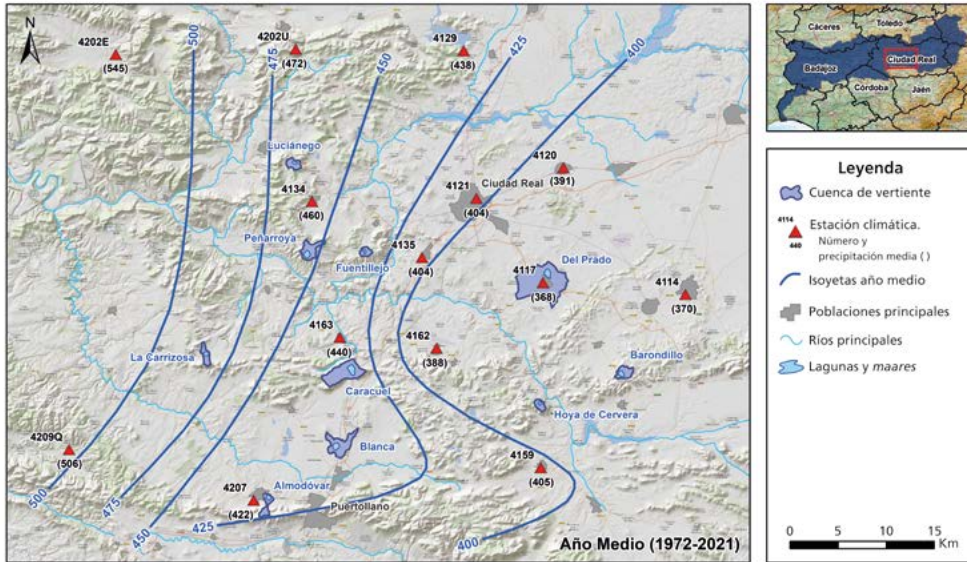 N
4202E
(545)
500
475
4202U
(472)
4129
(438)
425
400
450
Luciánego
4134
(460)
4120
(391)
4121
Ciudad Real
(404)
Peñarroya
Fuentillejo
4135
(404)
Del Prado
4117
(368)
4114
(370)
4163
(440)
4162
(388)
La Carrizosa
Caracuel
Barondillo
Hoya de Cervera
Blanca
4209Q
(506)
4159
(405)
4207
(422)
Almodóvar
Puertollano
500
475
450
425
400
Año Medio (1972-2021)
Cáceres
Toledo
Badajoz
Ciudad Real
Córdoba
Jaén
Leyenda
Cuenca de vertiente
4114
440
Estación climática.
Número y
precipitación media ( )
Isoyetas año medio
Poblaciones principales
Ríos principales
Lagunas y maares
0 5 10 15
Km